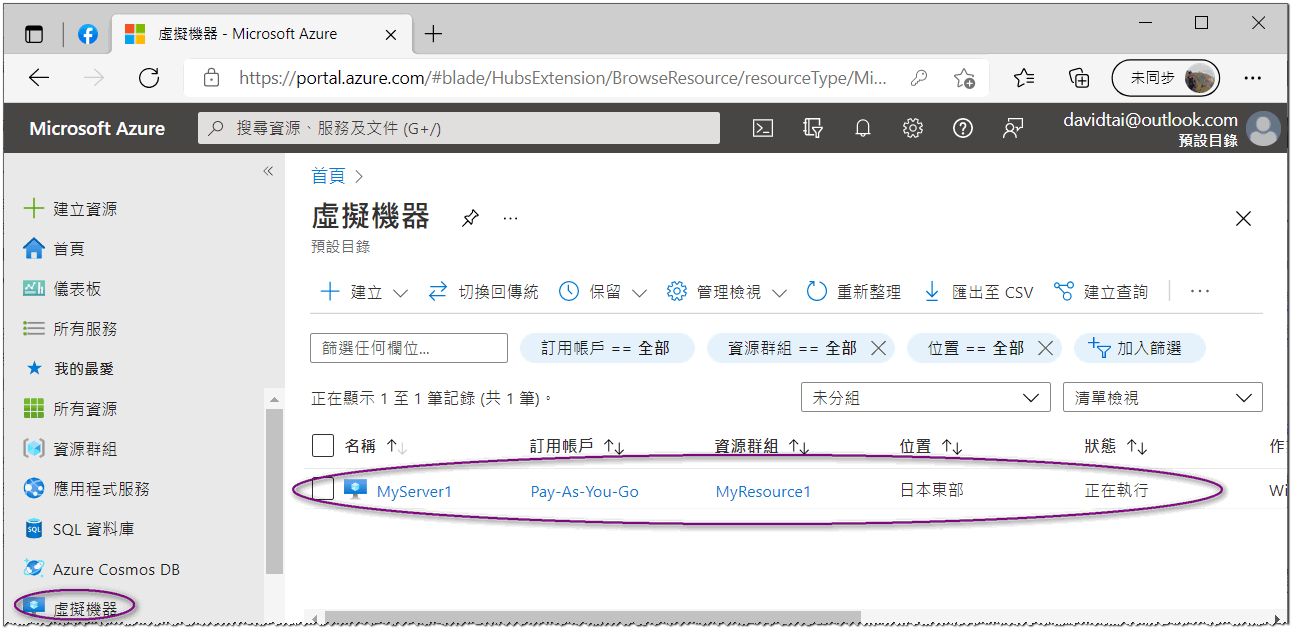 虛擬機器 - Microsoft Azure
https://portal.azure.com/#blade/HubsExtension/BrowseResource/resourceType/Mi...
未同步
Microsoft Azure
搜尋資源、服務及文件 (G+/)
davidtai@outlook.com
預設目錄
建立資源
首頁
儀表板
所有服務
我的最愛
所有資源
資源群組
應用程式服務
SQL 資料庫
Azure Cosmos DB
虛擬機器
首頁
虛擬機器
預設目錄
建立 切換回傳統 保留 管理檢視 重新整理 匯出至 CSV 建立查詢
篩選任何欄位... 訂用帳戶 == 全部 資源群組 == 全部 位置 == 全部 加入篩選
正在顯示 1 至 1 筆記錄 (共 1 筆)。 未分組 清單檢視
名稱 ↑↓ 訂用帳戶 ↑↓ 資源群組 ↑↓ 位置 ↑↓ 狀態 ↑↓ 作
MyServer1 Pay-As-You-Go MyResource1 日本東部 正在執行 Wi